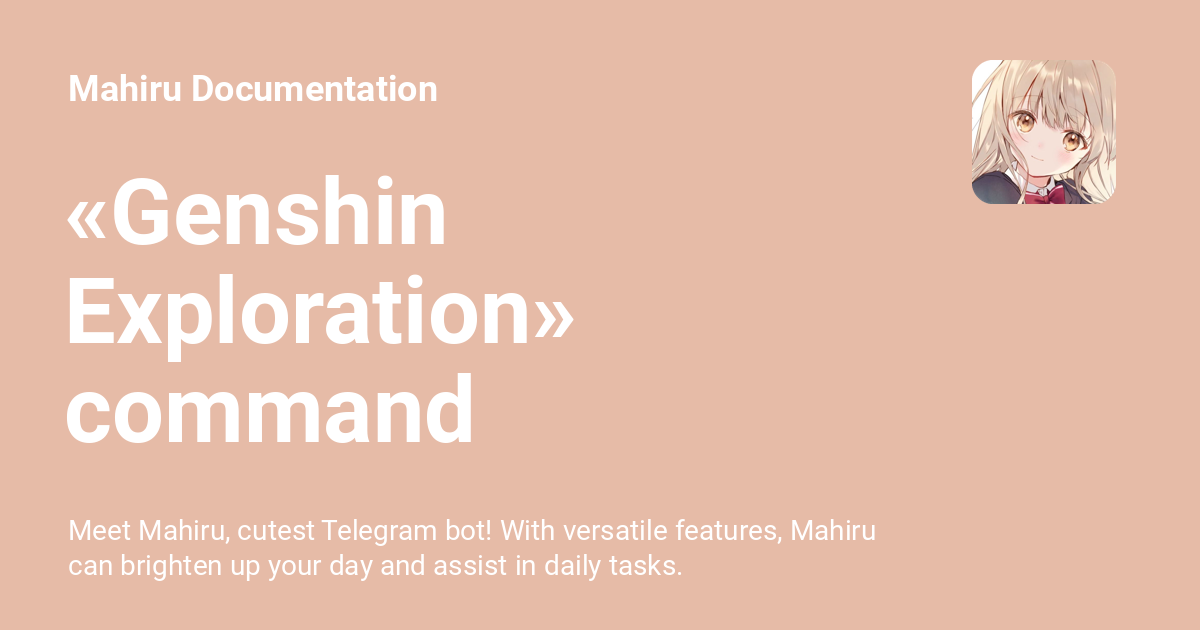 Mahiru Documentation
«Genshin
Exploration»
command
Meet Mahiru, cutest Telegram bot! With versatile features, Mahiru
can brighten up your day and assist in daily tasks.